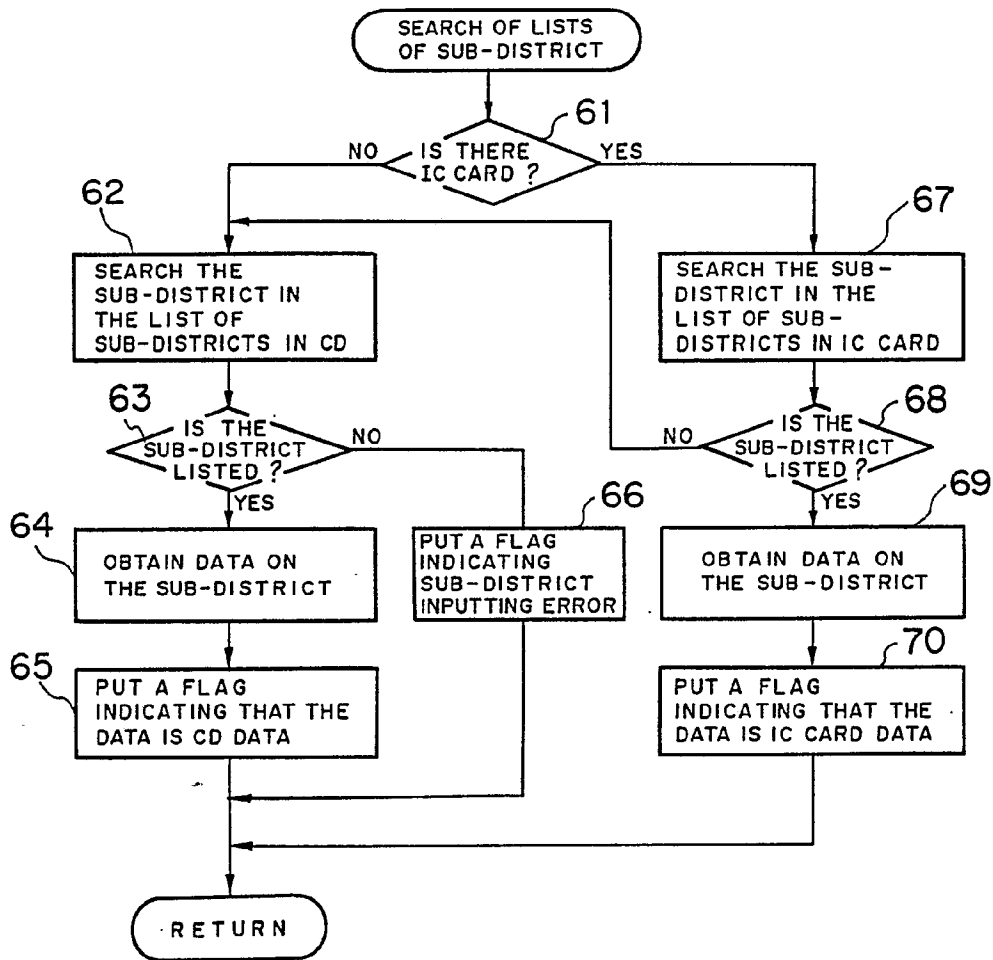 SEARCH OF LISTS
OF SUB-DISTRICT
61
IS THERE
IC CARD ?
NO
YES
62
SEARCH THE
SUB-DISTRICT IN
THE LIST OF
SUB-DISTRICTS IN CD
67
SEARCH THE SUB-
DISTRICT IN THE
LIST OF SUB-
DISTRICTS IN IC CARD
63
IS THE
SUB-DISTRICT
LISTED ?
NO
YES
68
IS THE
SUB-DISTRICT
LISTED ?
NO
YES
64
OBTAIN DATA ON
THE SUB-DISTRICT
66
PUT A FLAG
INDICATING
SUB-DISTRICT
INPUTTING ERROR
69
OBTAIN DATA ON
THE SUB-DISTRICT
65
PUT A FLAG
INDICATING THAT THE
DATA IS CD DATA
70
PUT A FLAG
INDICATING THAT THE
DATA IS IC CARD DATA
RETURN